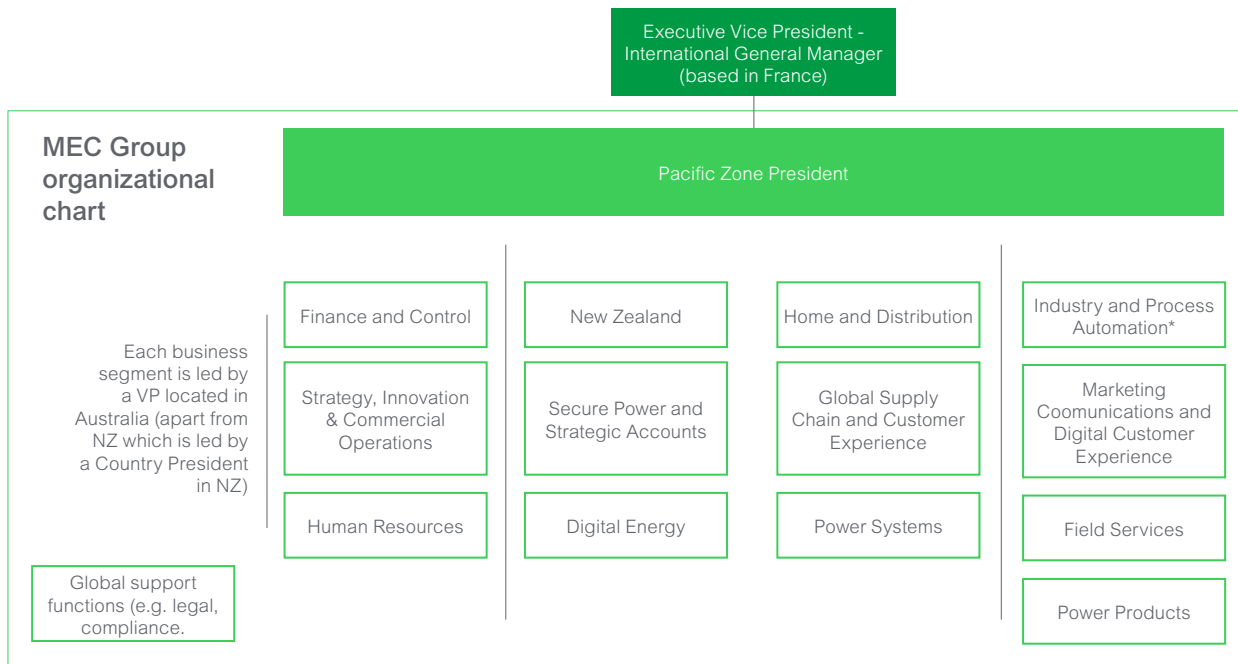 Executive Vice President -
International General Manager
(based in France)
MEC Group
organizational
chart
Pacific Zone President
Each business
segment is led by
a VP located in
Australia (apart from
NZ which is led by
a Country President
in NZ)
Finance and Control
Strategy, Innovation
& Commercial
Operations
Human Resources
New Zealand
Secure Power and
Strategic Accounts
Digital Energy
Home and Distribution
Global Supply
Chain and Customer
Experience
Power Systems
Industry and Process
Automation*
Marketing
Coomunications and
Digital Customer
Experience
Field Services
Power Products
Global support
functions (e.g. legal,
compliance.